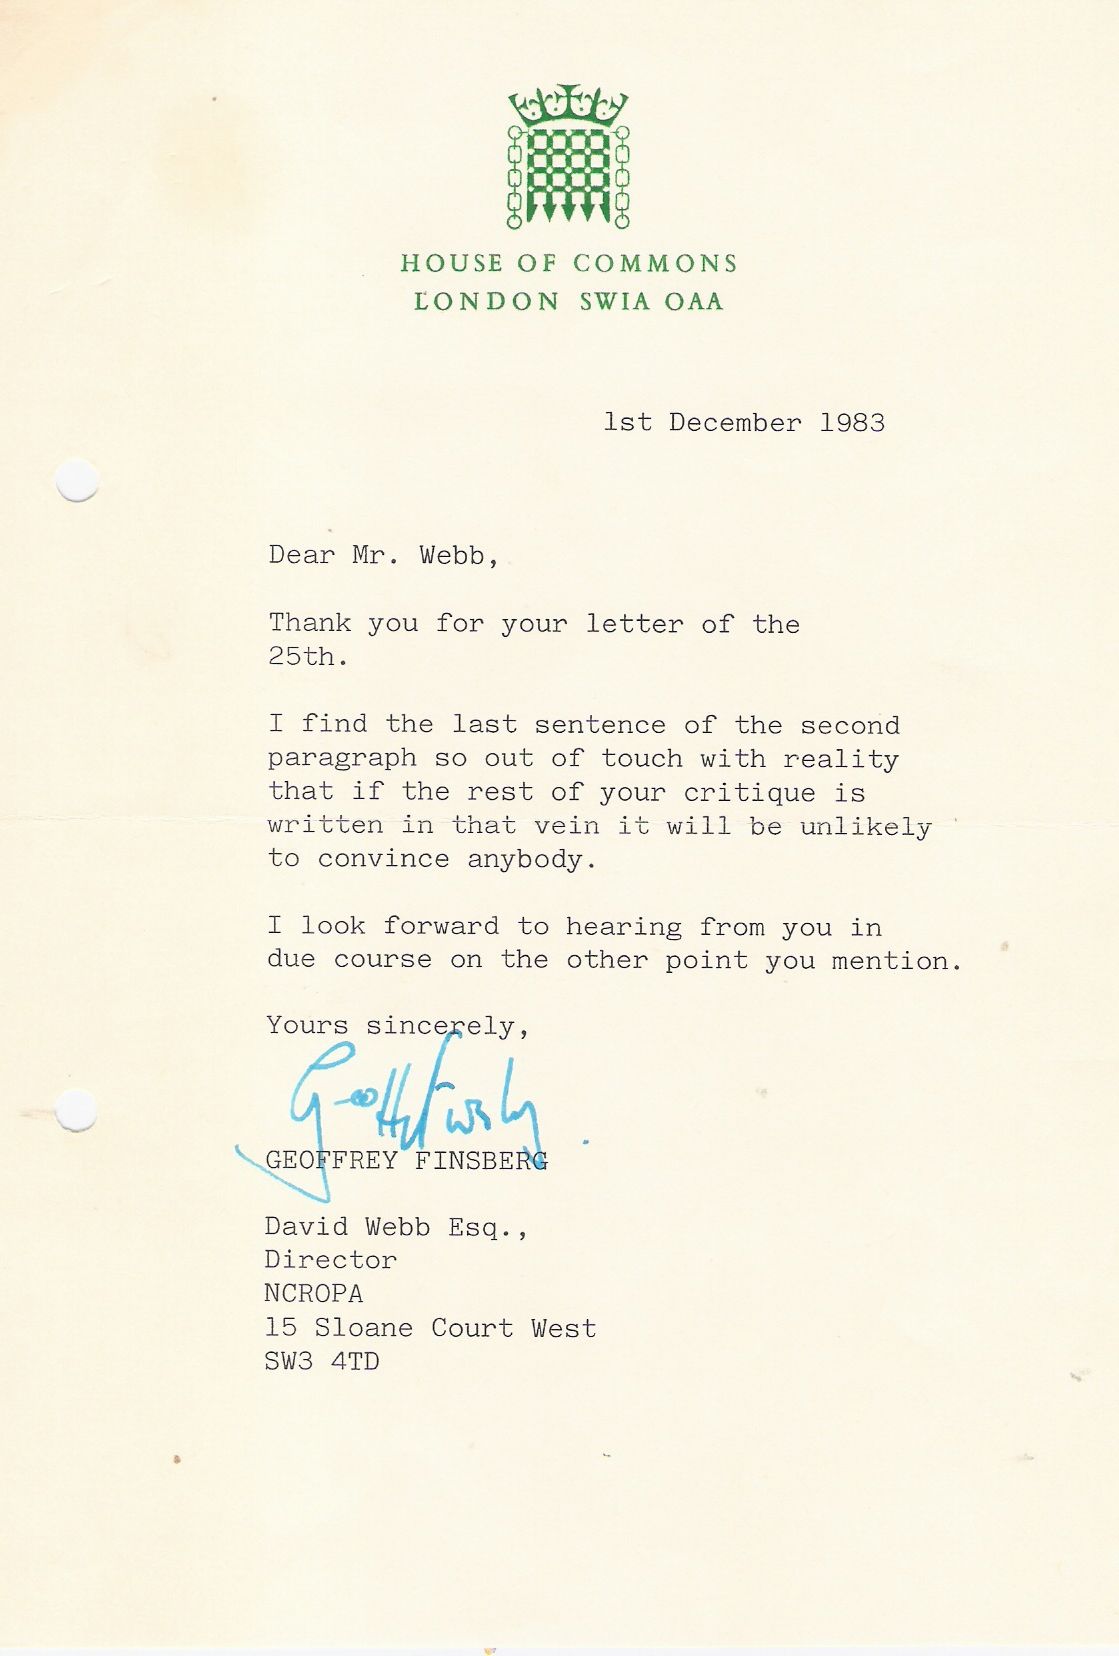 HOUSE OF COMMONS
LONDON SW1A 0AA
1st December 1983
Dear Mr. Webb,
Thank you for your letter of the
25th.
I find the last sentence of the second
paragraph so out of touch with reality
that if the rest of your critique is
written in that vein it will be unlikely
to convince anybody.
I look forward to hearing from you in
due course on the other point you mention.
Yours sincerely,
Geoffrey Finsberg
GEOFFREY FINSBERG
David Webb Esq.,
Director
NCROPA
15 Sloane Court West
SW3 4TD